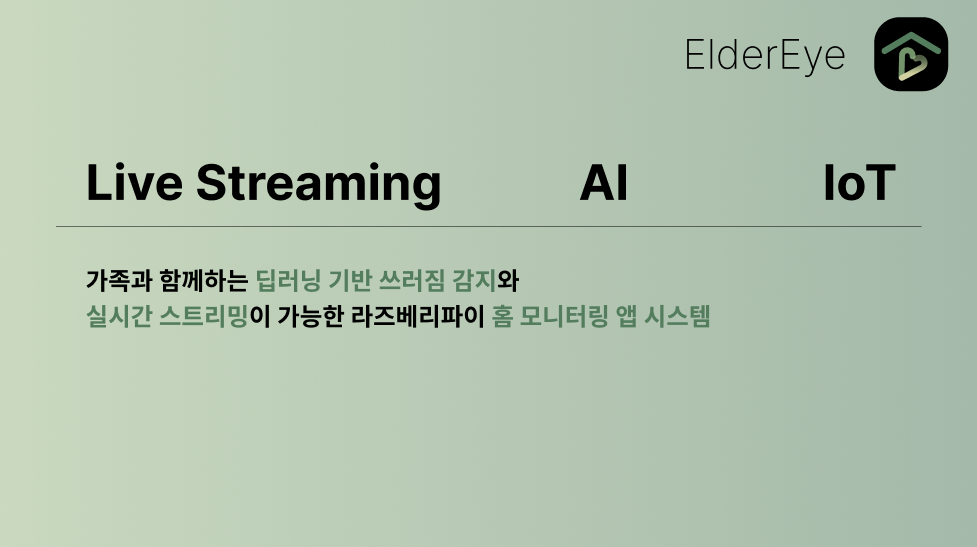 ElderEye
Live Streaming AI IoT
가족과 함께하는 딥러닝 기반 쓰러짐 감지와
실시간 스트리밍이 가능한 라즈베리파이 홈 모니터링 앱 시스템